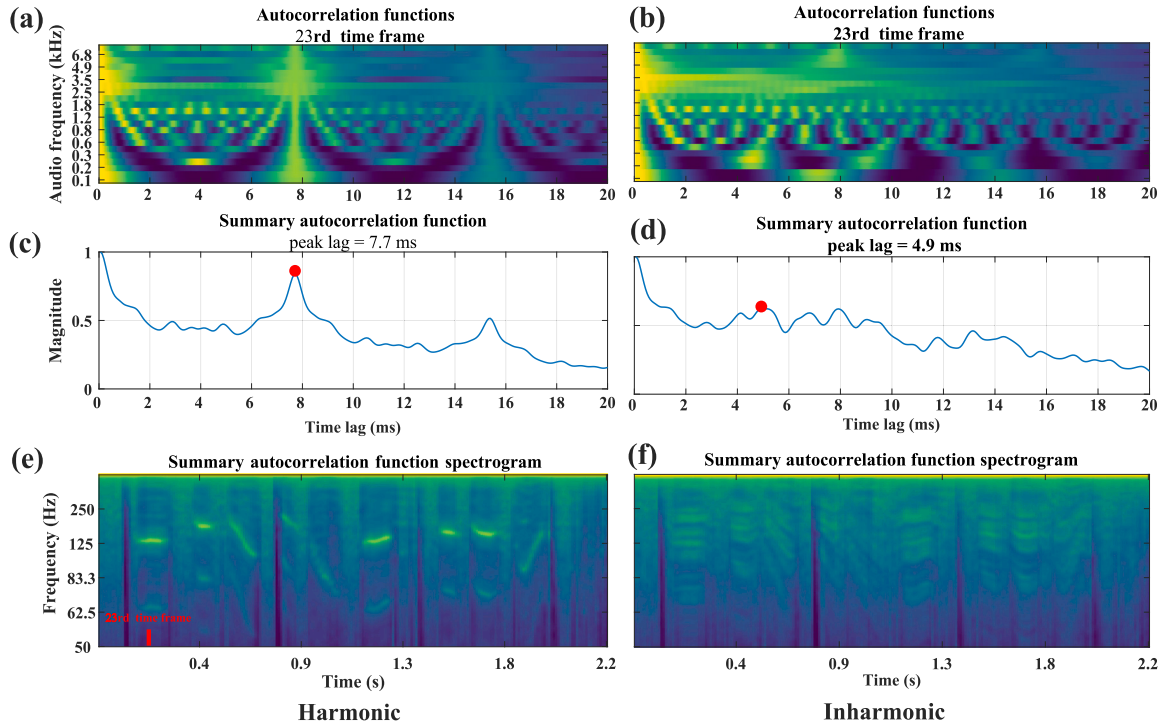 (a)
Autocorrelation functions
23rd time frame
Audio frequency (kHz)
6.8
4.9
3.5
2.5
1.8
1.2
0.8
0.6
0.3
0.2
0.1
0 2 4 6 8 10 12 14 16 18 20
(b)
Autocorrelation functions
23rd time frame
0 2 4 6 8 10 12 14 16 18 20
(c)
Summary autocorrelation function
peak lag = 7.7 ms
Magnitude
1
0.5
0
0 2 4 6 8 10 12 14 16 18 20
Time lag (ms)
(d)
Summary autocorrelation function
peak lag = 4.9 ms
0 2 4 6 8 10 12 14 16 18 20
Time lag (ms)
(e)
Summary autocorrelation function spectrogram
Frequency (Hz)
250
125
83.3
62.5
50
23rd time frame
0.4 0.9 1.3 1.7 2.2
Time (s)
Harmonic
(f)
Summary autocorrelation function spectrogram
0.4 0.9 1.3 1.7 2.2
Time (s)
Inharmonic